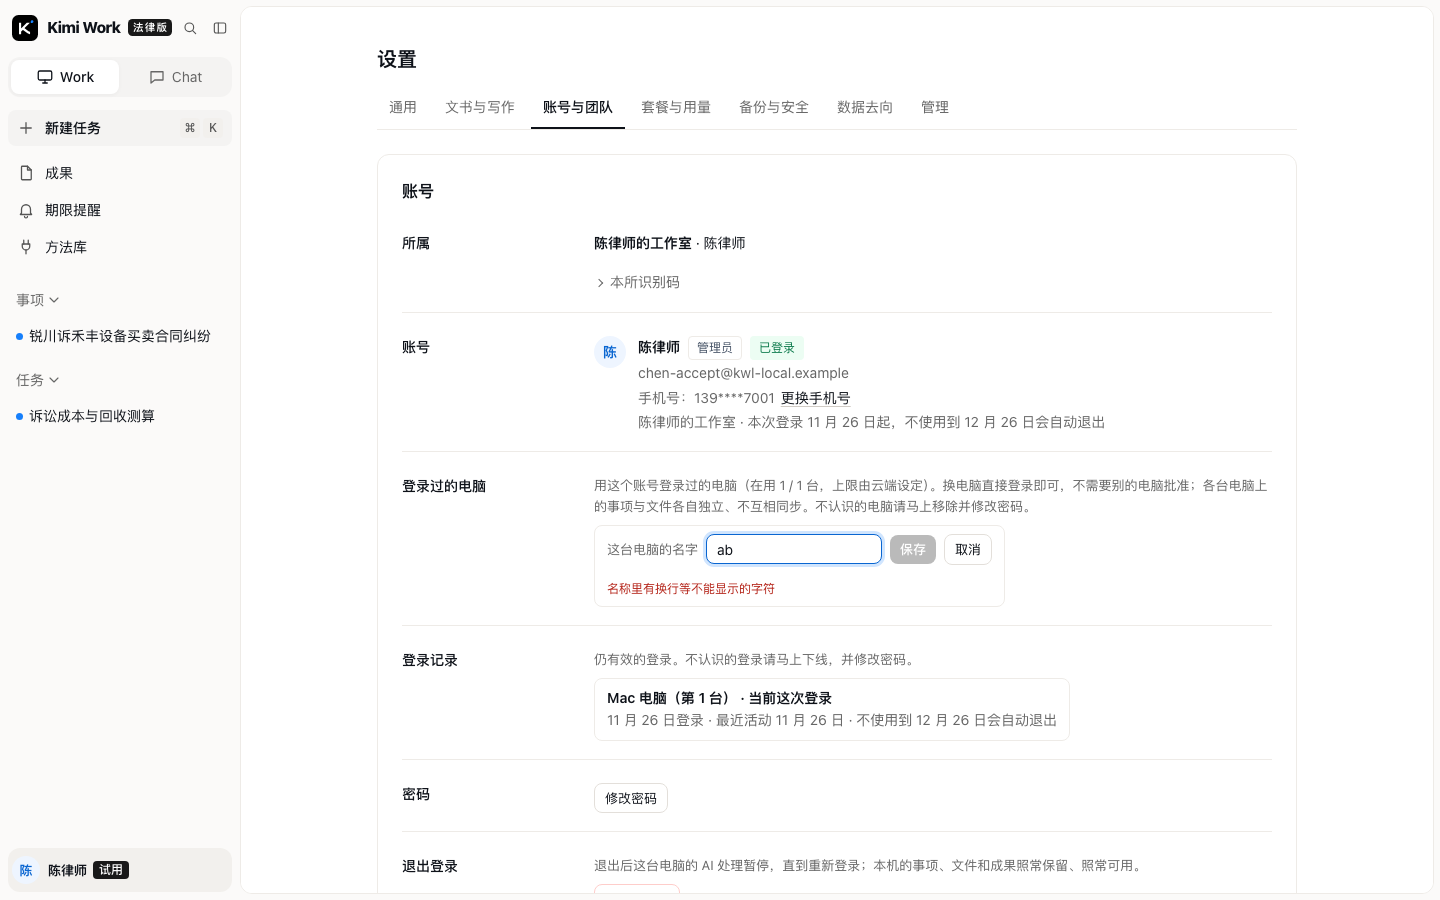 Kimi Work 法律版
Work
Chat
新建任务 ⌘ K
成果
期限提醒
方法库
事项
锐川诉禾丰设备买卖合同纠纷
任务
诉讼成本与回收测算
陈 陈律师 试用
设置
通用 文书与写作 账号与团队 套餐与用量 备份与安全 数据去向 管理
账号
所属 陈律师的工作室 · 陈律师
本所识别码
账号 陈 陈律师 管理员 已登录
chen-accept@kwl-local.example
手机号：139****7001 更换手机号
陈律师的工作室 · 本次登录 11 月 26 日起，不使用到 12 月 26 日会自动退出
登录过的电脑 用这个账号登录过的电脑（在用 1 / 1 台，上限由云端设定）。换电脑直接登录即可，不需要别的电脑批准；各台电脑上
的事项与文件各自独立、不互相同步。不认识的电脑请马上移除并修改密码。
这台电脑的名字 ab 保存 取消
名称里有换行等不能显示的字符
登录记录 仍有效的登录。不认识的登录请马上下线，并修改密码。
Mac 电脑（第 1 台） · 当前这次登录
11 月 26 日登录 · 最近活动 11 月 26 日 · 不使用到 12 月 26 日会自动退出
密码 修改密码
退出登录 退出后这台电脑的 AI 处理暂停，直到重新登录；本机的事项、文件和成果照常保留、照常可用。